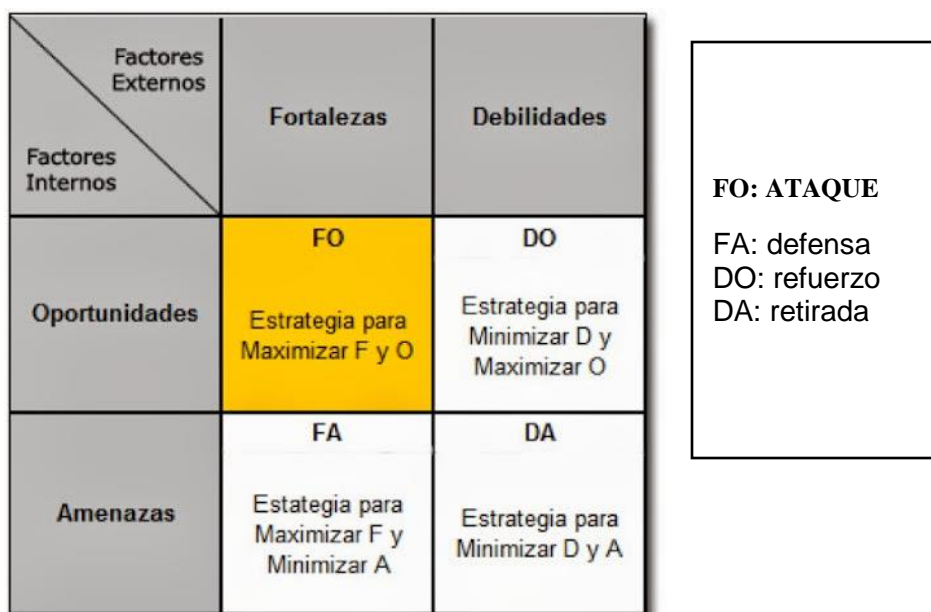 Factores
Externos
Factores
Internos
Fortalezas
Debilidades
Oportunidades
FO
Estrategia para
Maximizar F y O
DO
Estrategia para
Minimizar D y
Maximizar O
Amenazas
FA
Estategia para
Maximizar F y
Minimizar A
DA
Estrategia para
Minimizar D y A
FO: ATAQUE
FA: defensa
DO: refuerzo
DA: retirada